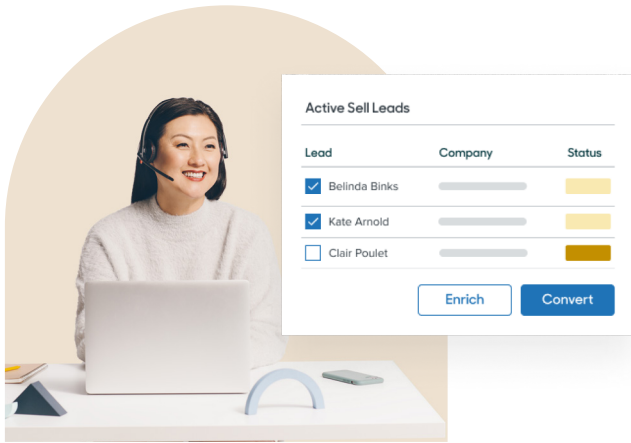 Active Sell Leads
Lead Company Status
Belinda Binks
Kate Arnold
Clair Poulet
Enrich Convert